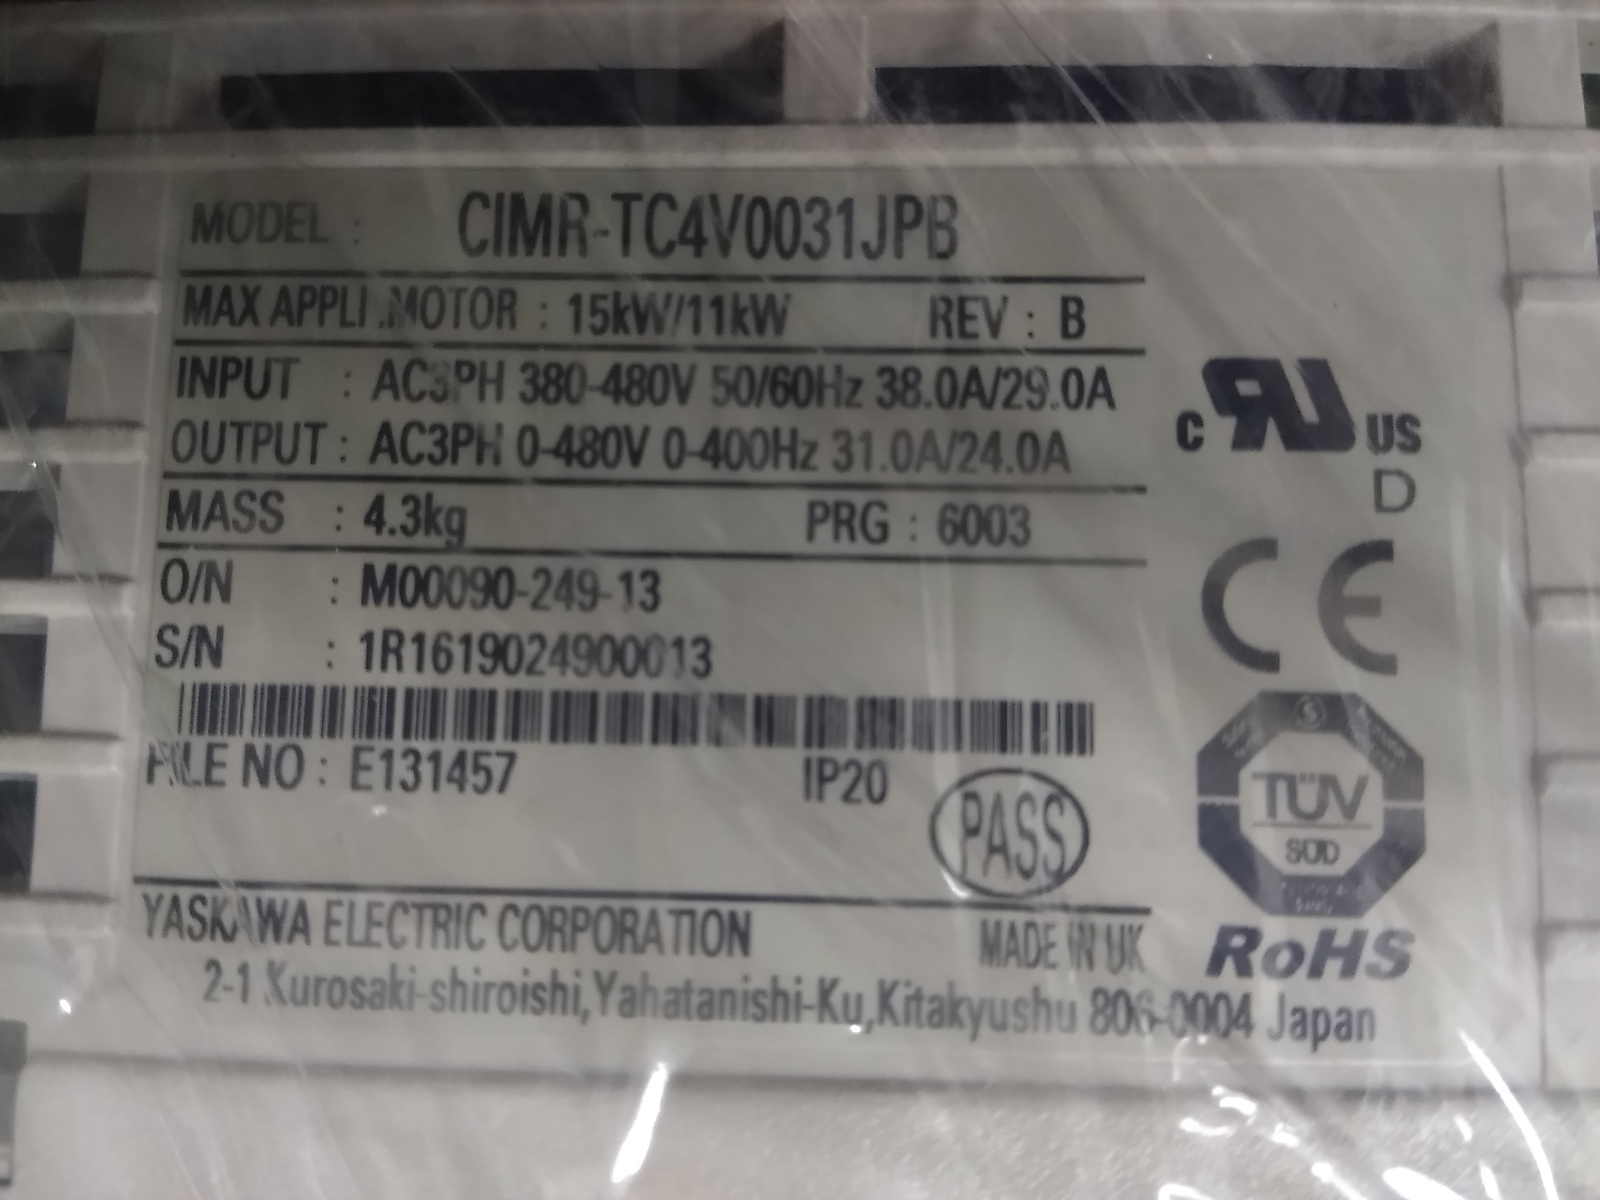 MODEL : CIMR-TC4V0031JPB
MAX APPLI .MOTOR : 15kW/11kW REV : B
INPUT : AC3PH 380-480V 50/60Hz 38.0A/29.0A
OUTPUT : AC3PH 0-480V 0-400Hz 31.0A/24.0A
C US
D
MASS : 4.3kg PRG : 6003
O/N : M00090-249-13
CE
S/N : 1R1619024900013
FILE NO : E131457 IP20
PASS
TÜV
SÜD
YASKAWA ELECTRIC CORPORATION MADE IN UK
RoHS
2-1 Kurosaki-shiroishi,Yahatanishi-Ku,Kitakyushu 806-0004 Japan